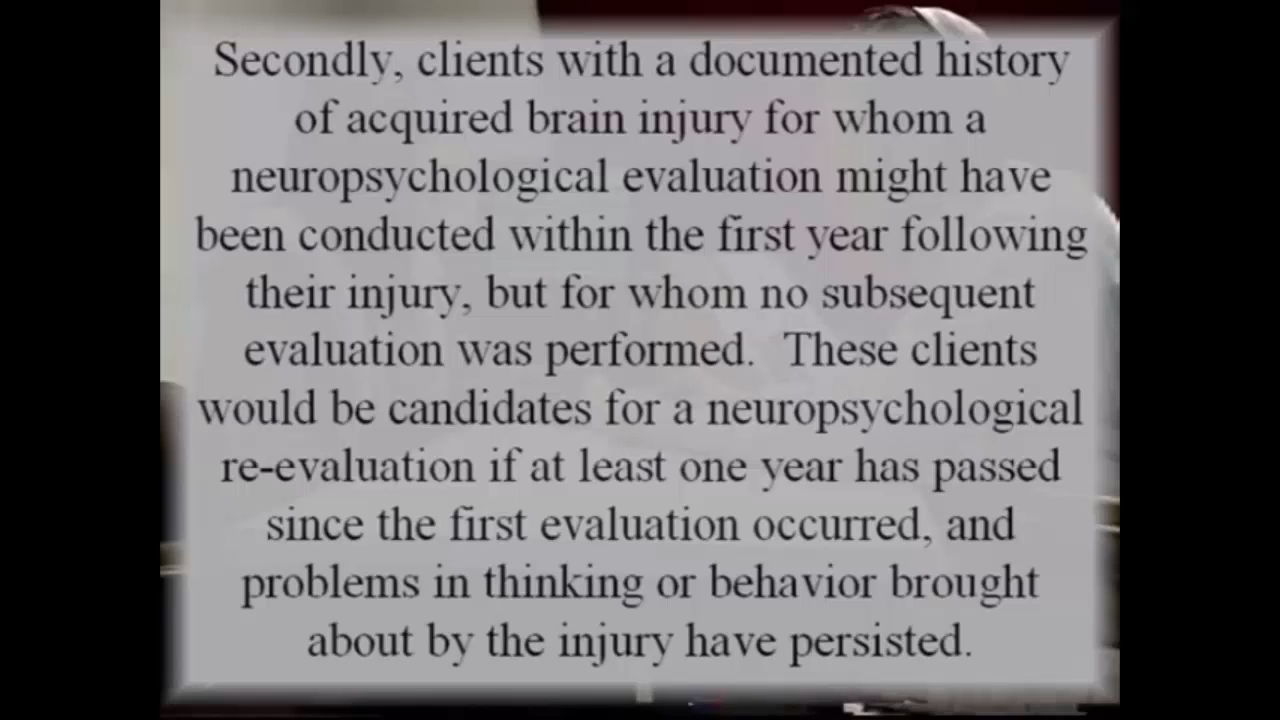 Secondly, clients with a documented history
of acquired brain injury for whom a
neuropsychological evaluation might have
been conducted within the first year following
their injury, but for whom no subsequent
evaluation was performed.  These clients
would be candidates for a neuropsychological
re-evaluation if at least one year has passed
since the first evaluation occurred, and
problems in thinking or behavior brought
about by the injury have persisted.